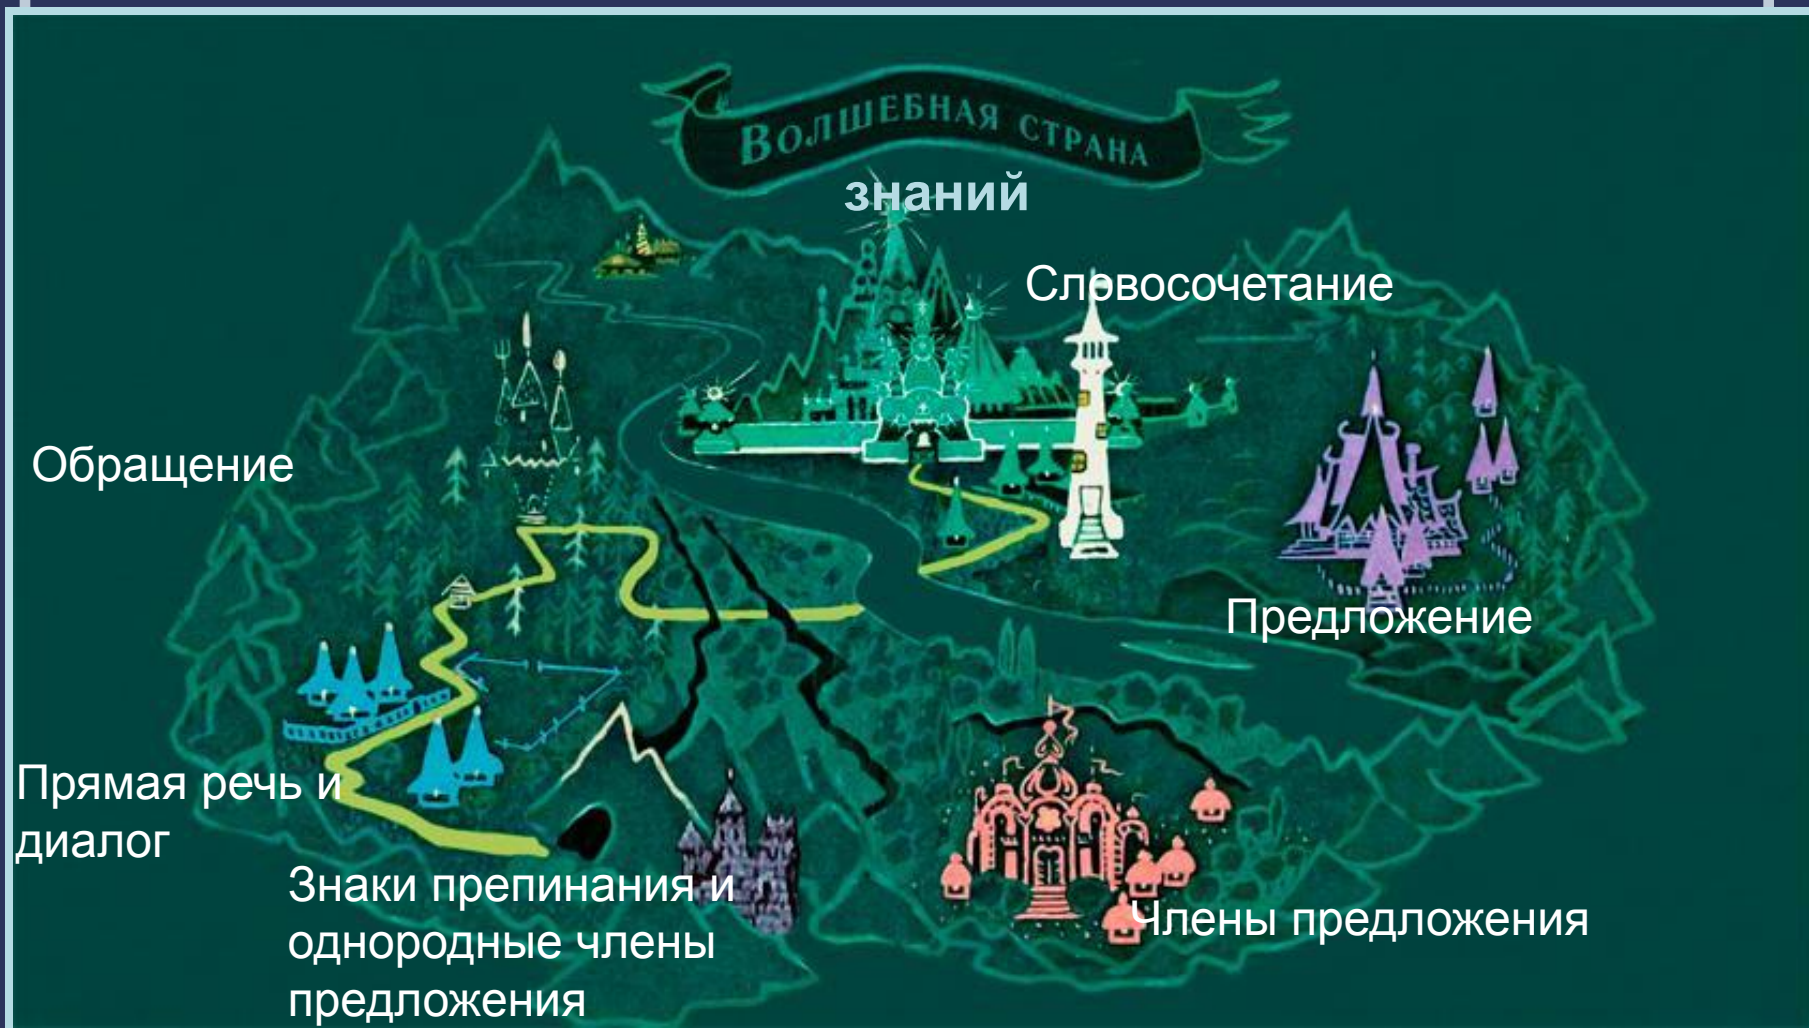 ВОЛШЕБНАЯ СТРАНА
знаний
Словосочетание
Обращение
Предложение
Прямая речь и
диалог
Знаки препинания и
однородные члены
предложения
Члены предложения